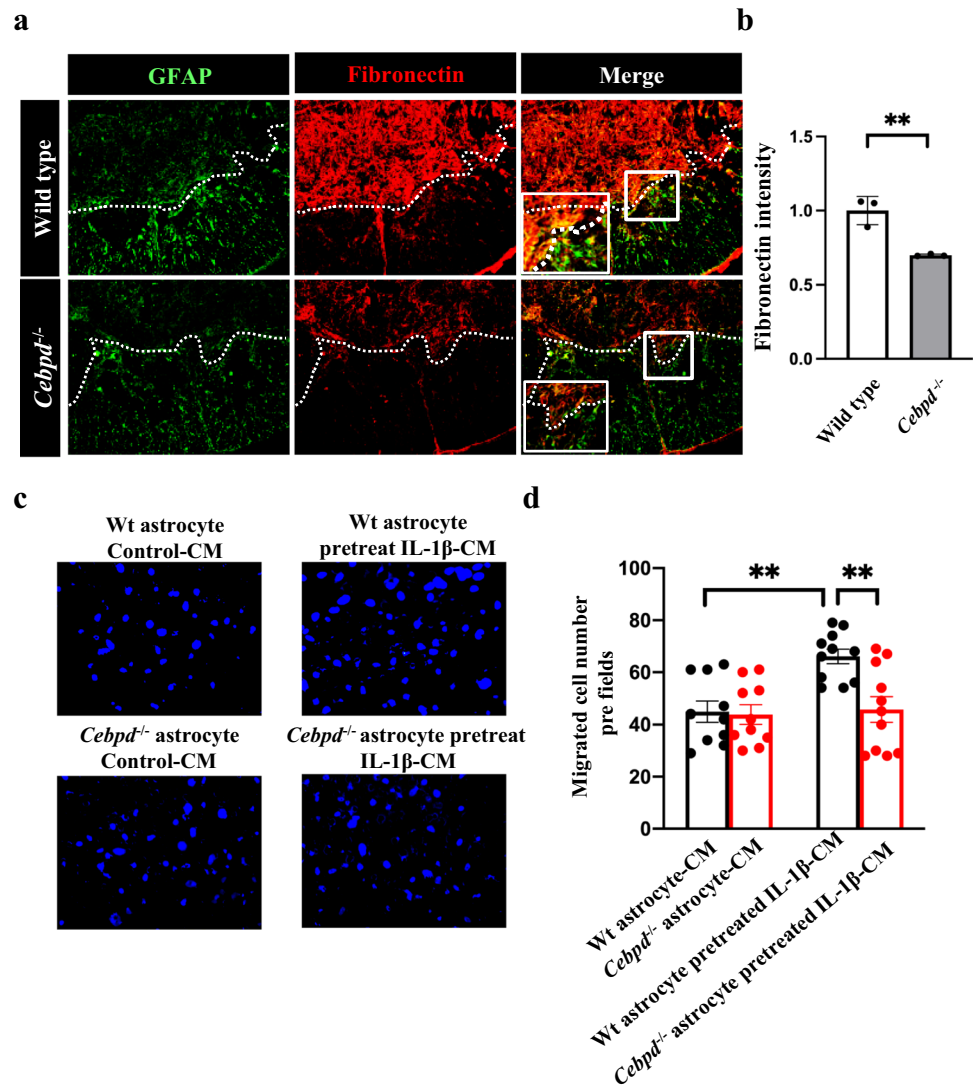 a
GFAP
Fibronectin
Merge
Wild type
Cebpd-/-
b
**
Fibronectin intensity
1.5
1.0
0.5
0.0
Wild type
Cebpd-/-
c
Wt astrocyte
Control-CM
Wt astrocyte
pretreat IL-1β-CM
Cebpd-/- astrocyte
Control-CM
Cebpd-/- astrocyte pretreat
IL-1β-CM
d
**
**
Migrated cell number
pre fields
100
80
60
40
20
0
Wt astrocyte-CM
Cebpd-/- astrocyte-CM
Wt astrocyte pretreated IL-1β-CM
Cebpd-/- astrocyte pretreated IL-1β-CM